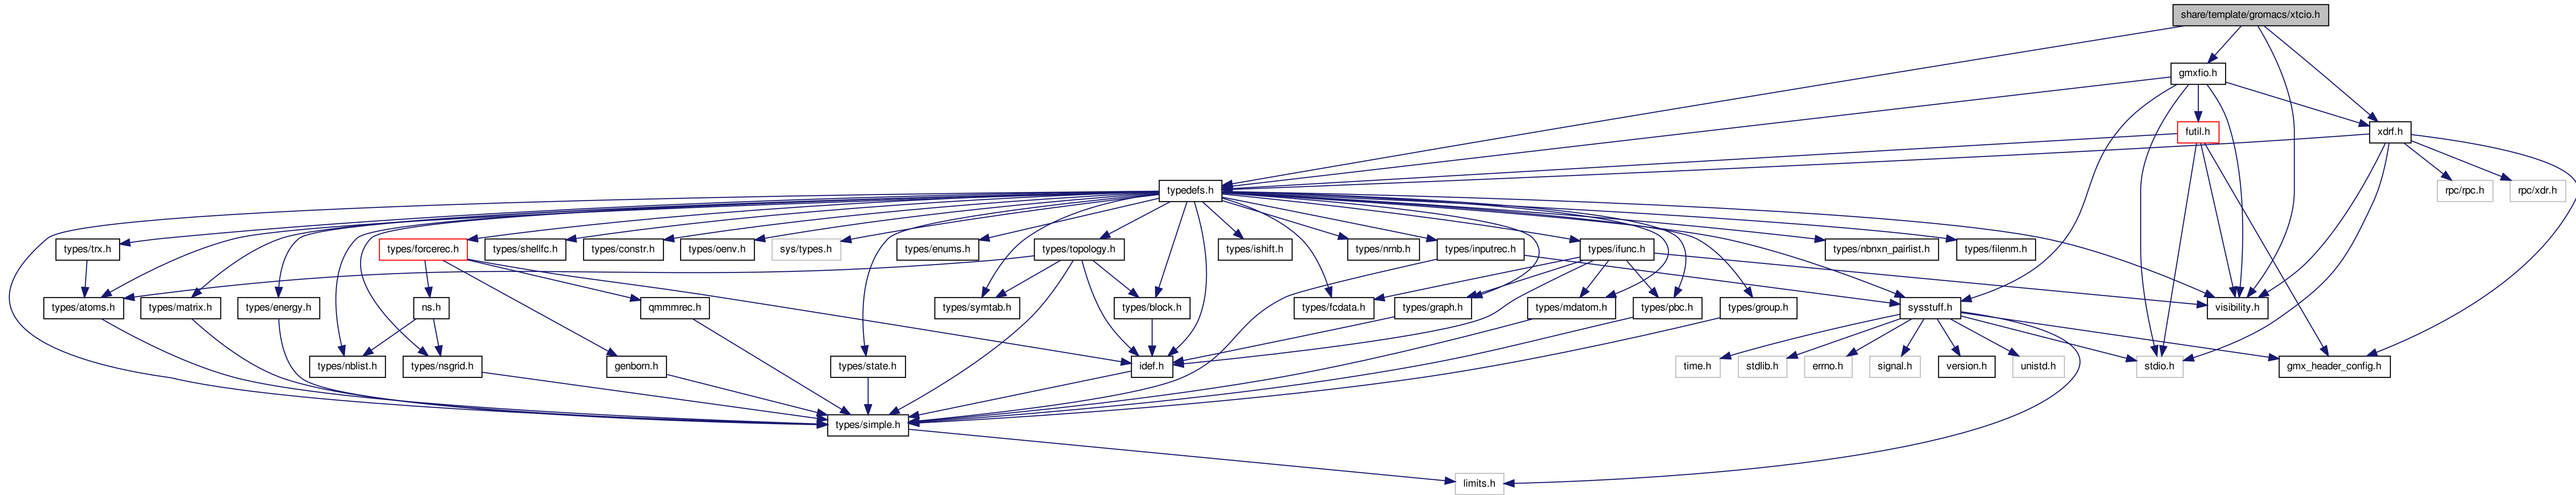 share/template/gromacs/xtcio.h
gmxfio.h
futil.h
xdrf.h
typedefs.h
rpc/rpc.h
rpc/xdr.h
types/trx.h
types/forcerec.h
types/shellfc.h
types/constr.h
types/oenv.h
sys/types.h
types/enums.h
types/topology.h
types/ishift.h
types/nrnb.h
types/inputrec.h
types/ifunc.h
types/nbnxn_pairlist.h
types/filenm.h
types/atoms.h
types/matrix.h
types/energy.h
ns.h
qmmmrec.h
types/symtab.h
types/block.h
types/fcdata.h
types/graph.h
types/mdatom.h
types/pbc.h
types/group.h
sysstuff.h
visibility.h
types/nblist.h
types/nsgrid.h
genborn.h
types/state.h
idef.h
time.h
stdlib.h
errno.h
signal.h
version.h
unistd.h
stdio.h
gmx_header_config.h
types/simple.h
limits.h